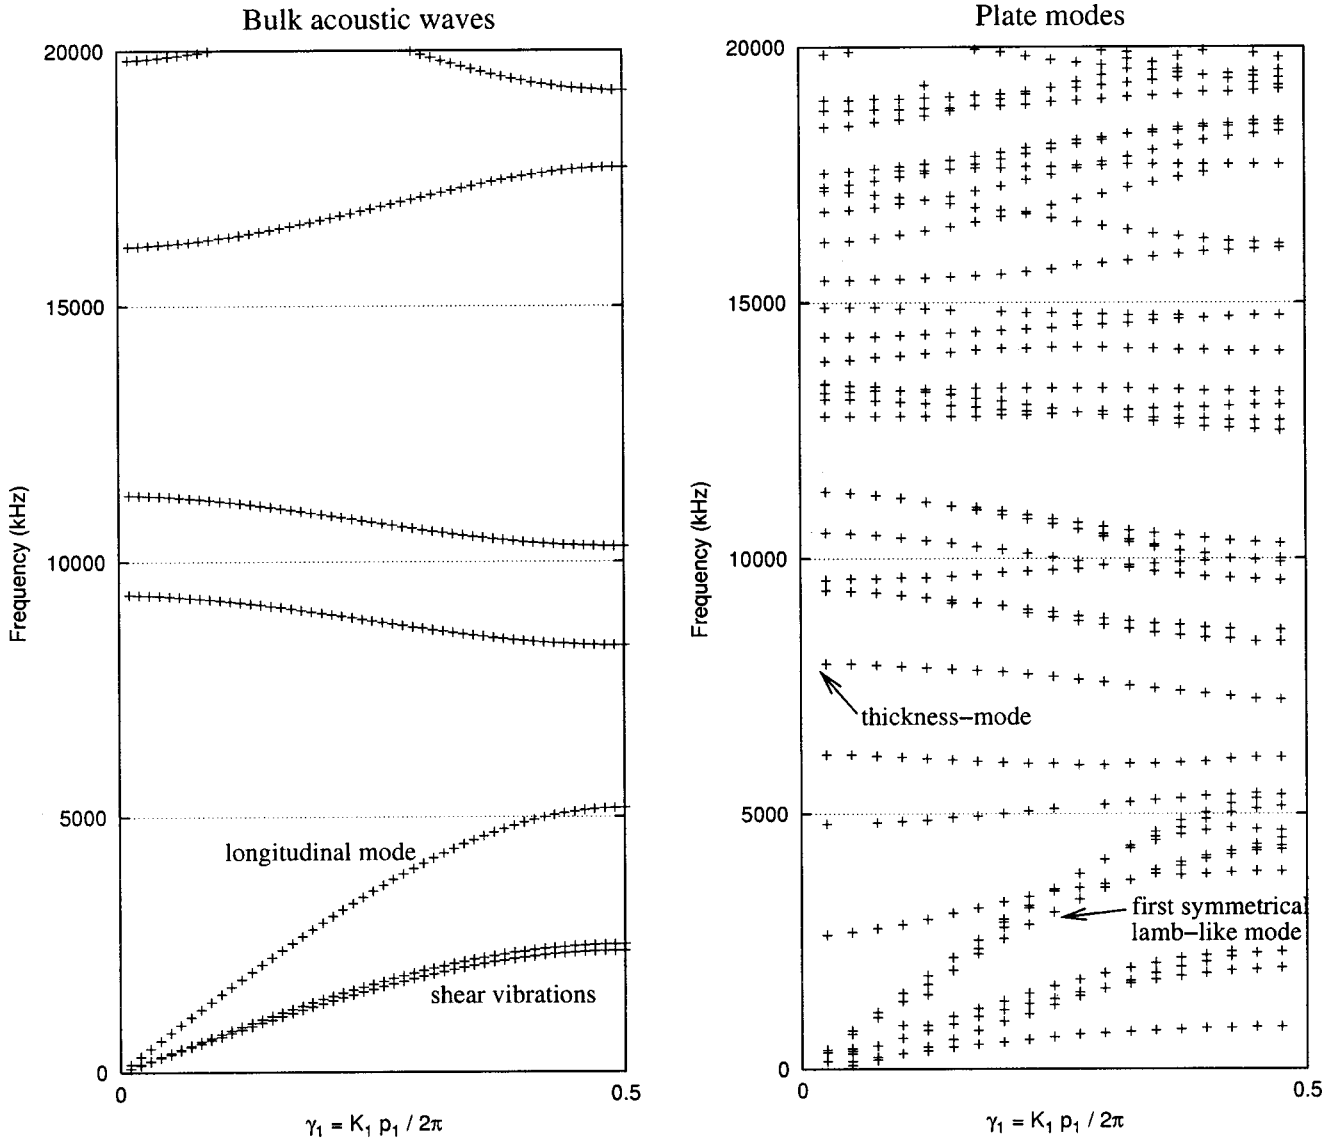 Bulk acoustic waves
20000
15000
10000
5000
0
Frequency (kHz)
longitudinal mode
shear vibrations
0
0.5
γ₁ = K₁ p₁ / 2π
Plate modes
20000
15000
10000
5000
0
Frequency (kHz)
thickness−mode
first symmetrical
lamb−like mode
0
0.5
γ₁ = K₁ p₁ / 2π